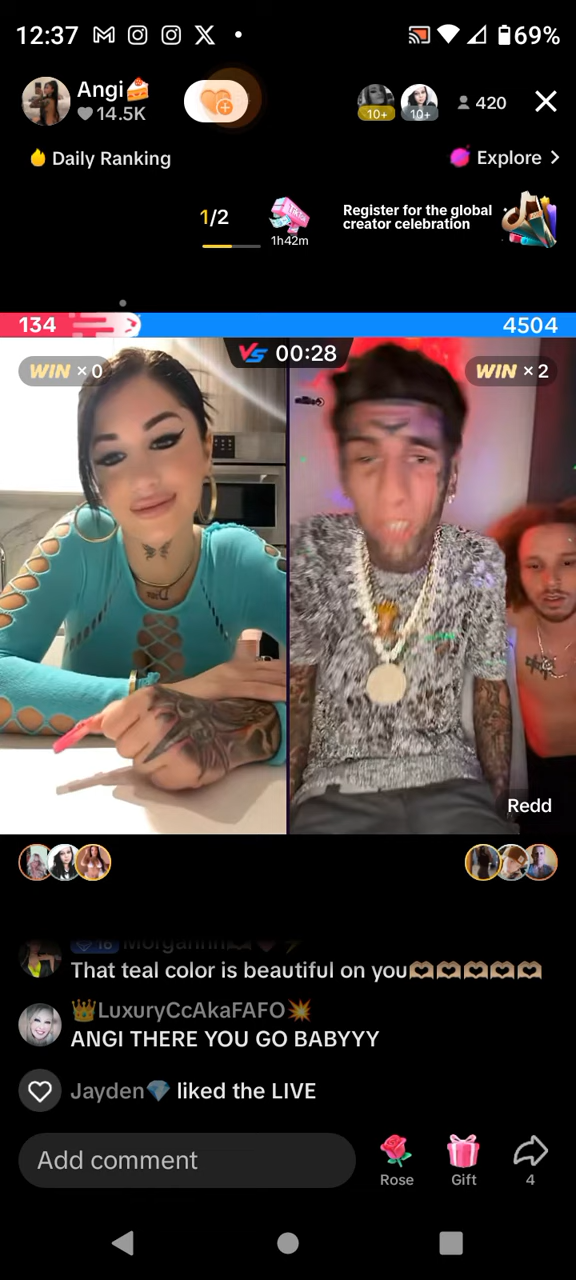 12:37
69%
Angi🍰
14.5K
10+
10+
420
Daily Ranking
Explore >
1/2
1h42m
Register for the global
creator celebration
134
4504
VS 00:28
WIN × 0
WIN × 2
Redd
That teal color is beautiful on you🫶🏽🫶🏽🫶🏽🫶🏽🫶🏽
👑LuxuryCcAkaFAFO💥
ANGI THERE YOU GO BABYYY
Jayden💎 liked the LIVE
Add comment
Rose
Gift
4